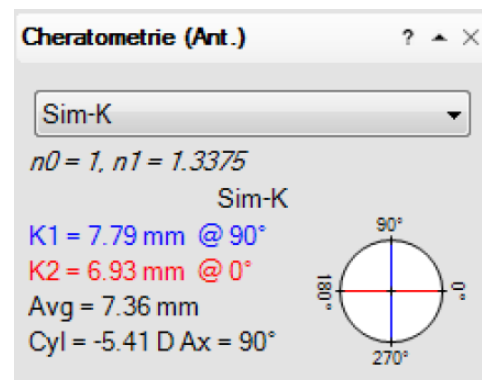 Cheratometrie (Ant.) ?
Sim-K
n0 = 1, n1 = 1.3375
Sim-K
K1 = 7.79 mm @ 90°
K2 = 6.93 mm @ 0°
Avg = 7.36 mm
Cyl = -5.41 D Ax = 90°
90°
180°
0°
270°